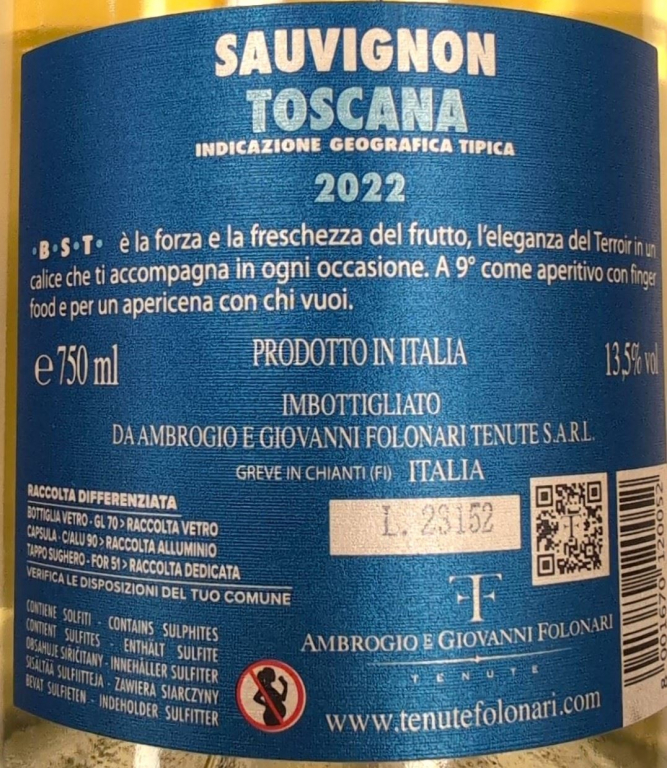 SAUVIGNON
TOSCANA
INDICAZIONE GEOGRAFICA TIPICA
2022
·B·S·T· è la forza e la freschezza del frutto, l'eleganza del Terroir in un
calice che ti accompagna in ogni occasione. A 9° come aperitivo con finger
food e per un apericena con chi vuoi.
e 750 ml
PRODOTTO IN ITALIA
13,5% vol
IMBOTTIGLIATO
DA AMBROGIO E GIOVANNI FOLONARI TENUTE S.A.R.L.
GREVE IN CHIANTI (FI) ITALIA
RACCOLTA DIFFERENZIATA
BOTTIGLIA VETRO - GL 70 > RACCOLTA VETRO
CAPSULA - C/ALU 90 > RACCOLTA ALLUMINIO
TAPPO SUGHERO - FOR 51 > RACCOLTA DEDICATA
VERIFICA LE DISPOSIZIONI DEL TUO COMUNE
L. 23152
CONTIENE SOLFITI - CONTAINS SULPHITES
CONTIENT SULFITES - ENTHÄLT SULFITE
OBSAHUJE SIŘIČITANY - INNEHÅLLER SULFITER
SISÄLTÄÄ SULFIITTEJA - ZAWIERA SIARCZYNY
BEVAT SULFIETEN - INDEHOLDER SULFITTER
AMBROGIO E GIOVANNI FOLONARI
TENUTE
www.tenutefolonari.com